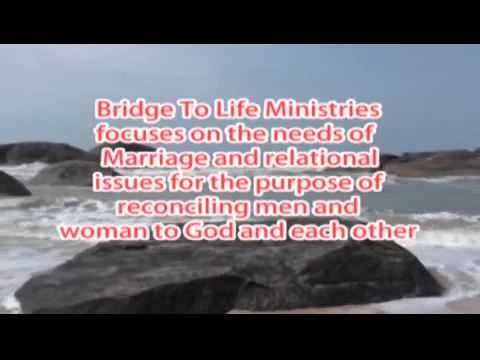 Bridge To Life Ministries
focuses on the needs of
Marriage and relational
issues for the purpose of
reconciling men and
woman to God and each other